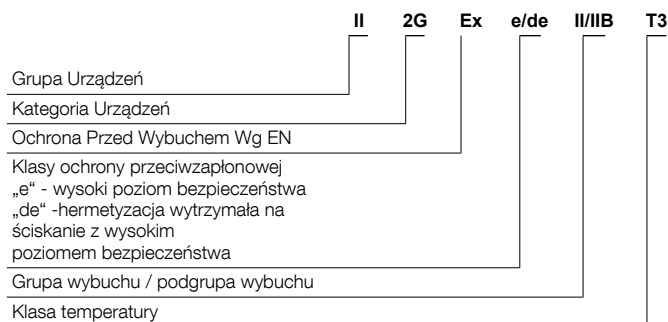 II 2G Ex e/de II/IIB T3
Grupa Urządzeń
Kategoria Urządzeń
Ochrona Przed Wybuchem Wg EN
Klasy ochrony przeciwzapłonowej
„e“ - wysoki poziom bezpieczeństwa
„de“ -hermetyzacja wytrzymała na
ściskanie z wysokim
poziomem bezpieczeństwa
Grupa wybuchu / podgrupa wybuchu
Klasa temperatury